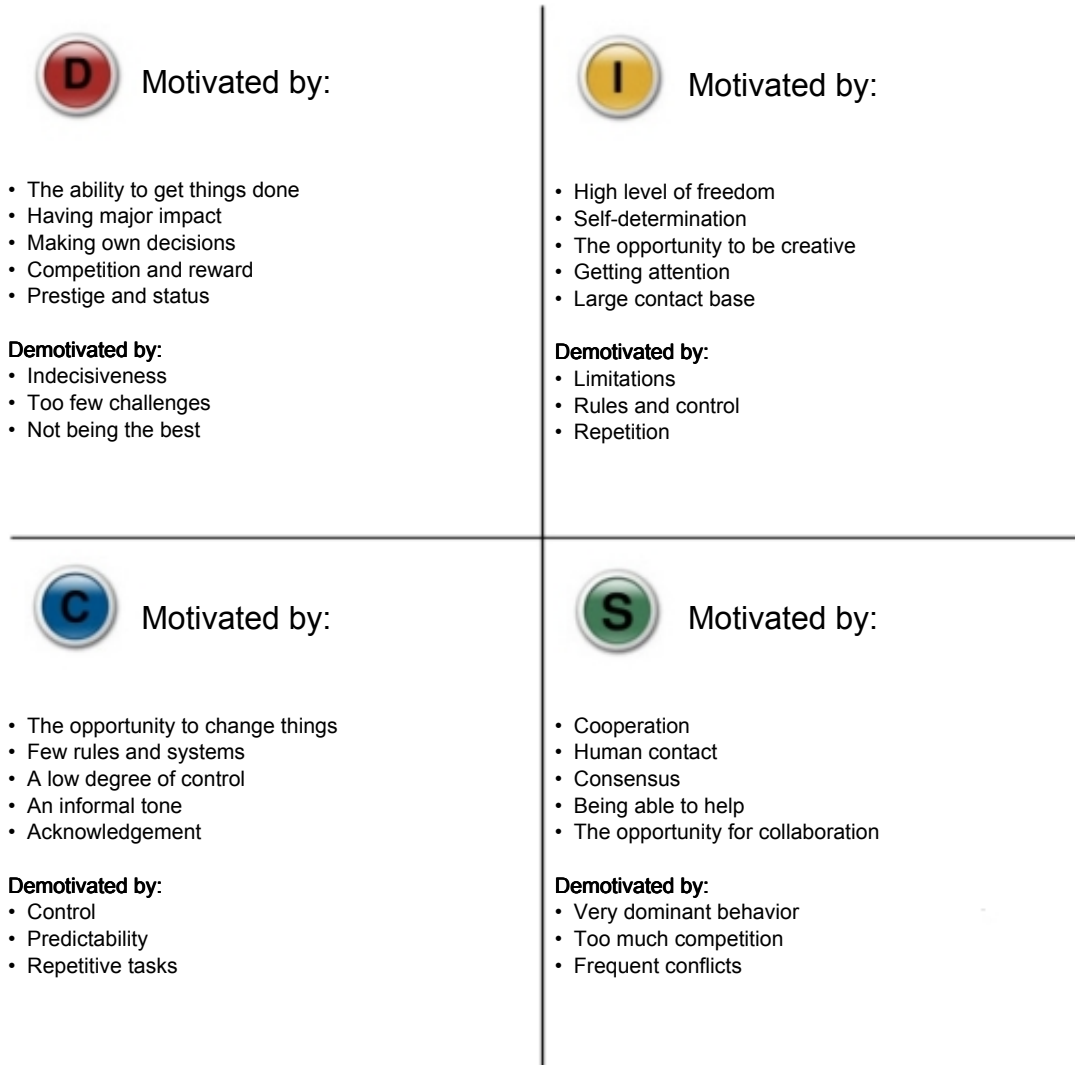 D
Motivated by:
• The ability to get things done
• Having major impact
• Making own decisions
• Competition and reward
• Prestige and status
Demotivated by:
• Indecisiveness
• Too few challenges
• Not being the best
I
Motivated by:
• High level of freedom
• Self-determination
• The opportunity to be creative
• Getting attention
• Large contact base
Demotivated by:
• Limitations
• Rules and control
• Repetition
C
Motivated by:
• The opportunity to change things
• Few rules and systems
• A low degree of control
• An informal tone
• Acknowledgement
Demotivated by:
• Control
• Predictability
• Repetitive tasks
S
Motivated by:
• Cooperation
• Human contact
• Consensus
• Being able to help
• The opportunity for collaboration
Demotivated by:
• Very dominant behavior
• Too much competition
• Frequent conflicts